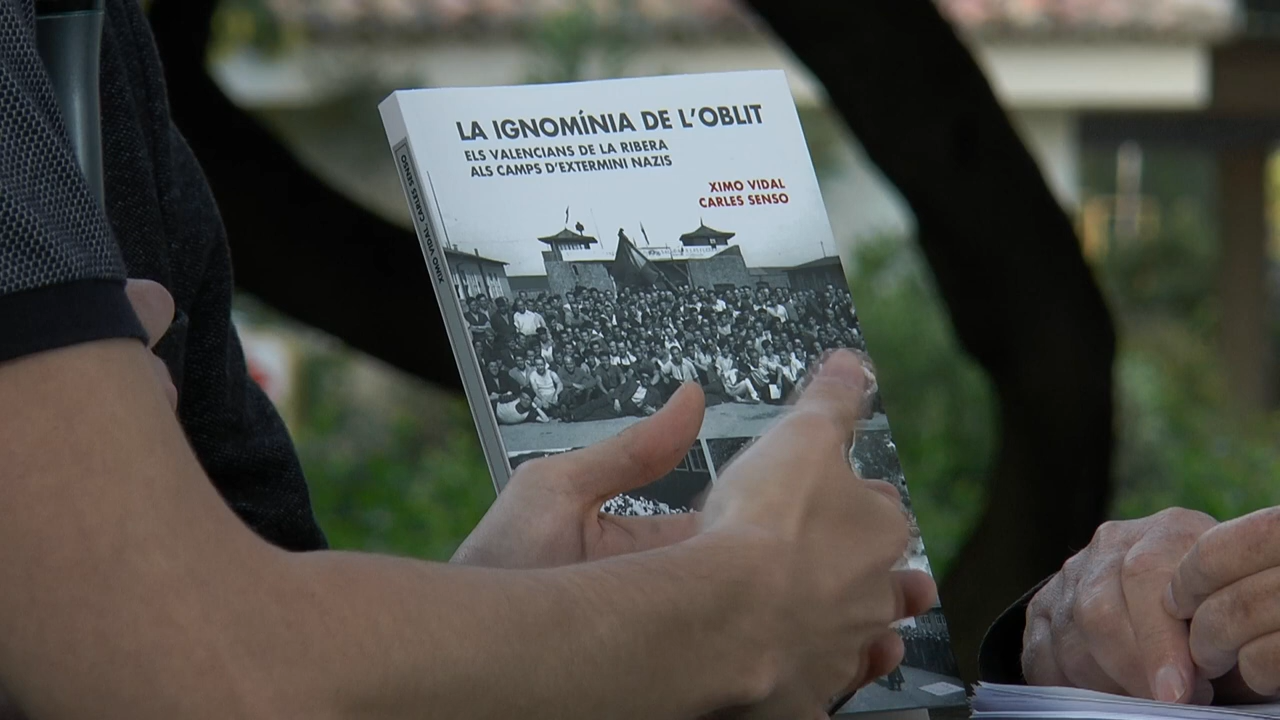 LA IGNOMÍNIA DE L'OBLIT
ELS VALENCIANS DE LA RIBERA
ALS CAMPS D'EXTERMINI NAZIS
XIMO VIDAL
CARLES SENSO
XIMO VIDAL CARLES SENSO